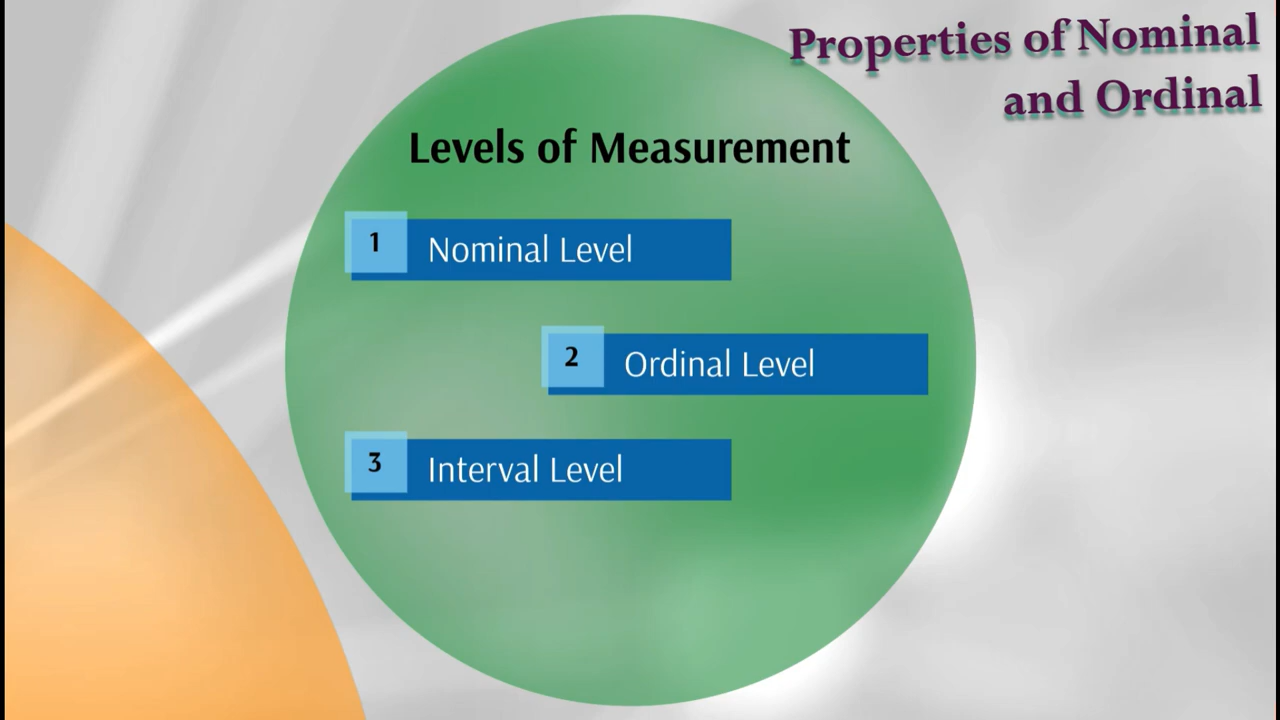 Properties of Nominal
and Ordinal
Levels of Measurement
1 Nominal Level
2 Ordinal Level
3 Interval Level